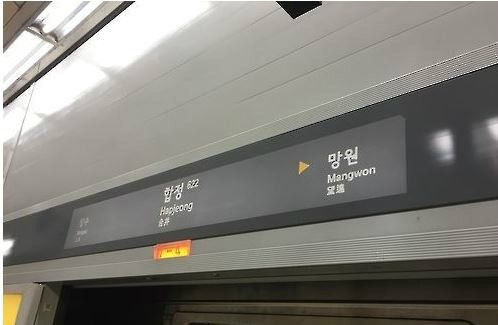 합정 622
Hapjeong
合井
망원
Mangwon
望遠